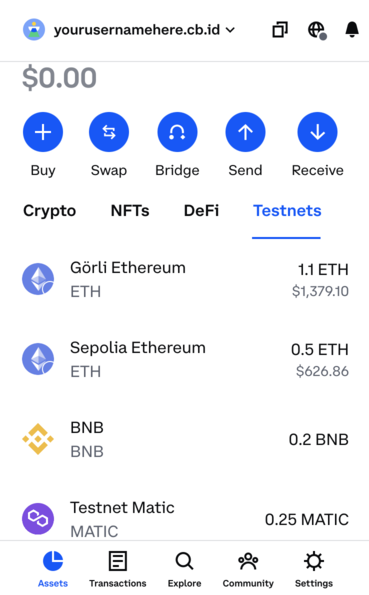 yourusernamehere.cb.id
$0.00
Buy Swap Bridge Send Receive
Crypto NFTs DeFi Testnets
Görli Ethereum 1.1 ETH
ETH $1,379.10
Sepolia Ethereum 0.5 ETH
ETH $626.86
BNB
BNB 0.2 BNB
Testnet Matic
MATIC 0.25 MATIC
Assets Transactions Explore Community Settings